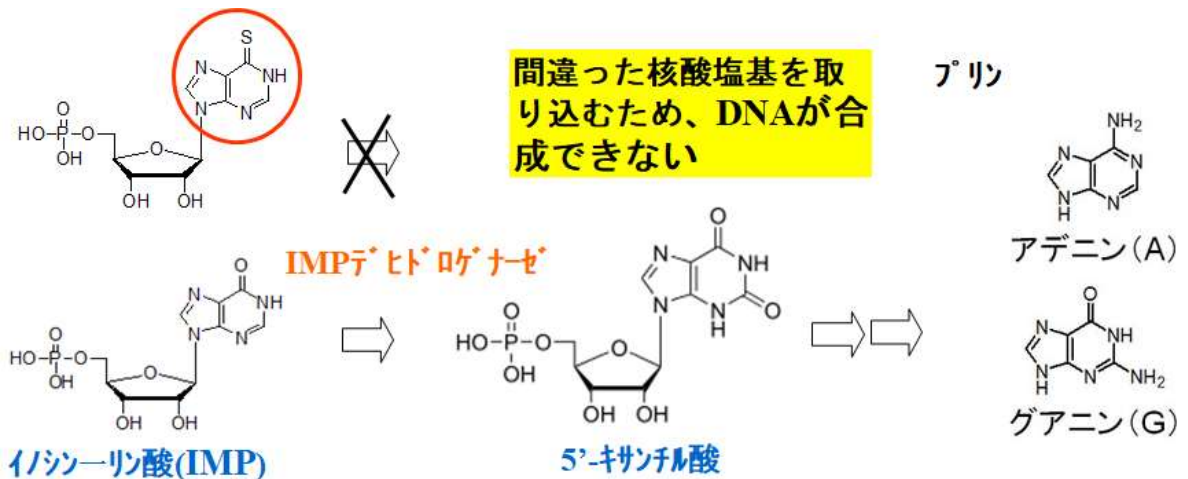 間違った核酸塩基を取
り込むため、DNAが合
成できない
プリン
S
N
NH
N
N
O
HO-P-O
OH
O
OH
OH
NH₂
N
N
N
H
N
アデニン(A)
IMPデヒドロゲナーゼ
O
N
NH
N
N
O
HO-P-O
OH
O
OH
OH
イノシン一リン酸(IMP)
O
N
NH
N
N
H
O
O
HO-P-O
OH
O
OH
OH
5’-キサンチル酸
O
N
NH
N
H
N
NH₂
グアニン(G)